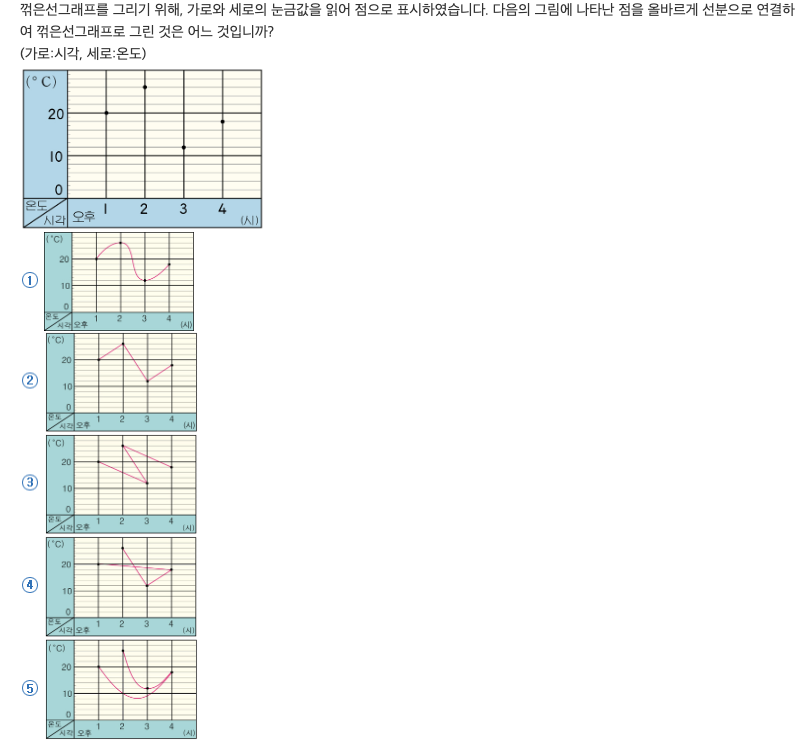 꺾은선그래프를 그리기 위해, 가로와 세로의 눈금값을 읽어 점으로 표시하였습니다. 다음의 그림에 나타난 점을 올바르게 선분으로 연결하
여 꺾은선그래프로 그린 것은 어느 것입니까?
(가로:시각, 세로:온도)
(°C)
20
10
0
온도
시각 오후 1 2 3 4 (시)
①
(°C)
20
10
0
온도
시각 오후 1 2 3 4 (시)
②
(°C)
20
10
0
온도
시각 오후 1 2 3 4 (시)
③
(°C)
20
10
0
온도
시각 오후 1 2 3 4 (시)
④
(°C)
20
10
0
온도
시각 오후 1 2 3 4 (시)
⑤
(°C)
20
10
0
온도
시각 오후 1 2 3 4 (시)